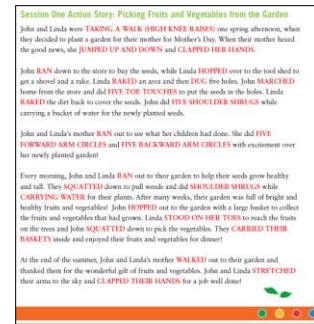 Session One Action Story: Picking Fruits and Vegetables from the Garden
John and Linda were TAKING A WALK (HIGH KNEE RAISES) one spring afternoon, when
they decided to plant a garden for their mother for Mother's Day. When their mother heard
the good news, she JUMPED UP AND DOWN and CLAPPED HER HANDS.
John RAN down to the store to buy the seeds, while Linda HOPPED over to the tool shed to
get a shovel and a rake. Linda RAKED an area and then DUG five holes. John MARCHED
home from the store and did FIVE TOE TOUCHES to put the seeds in the holes. Linda
RAKED the dirt back to cover the seeds. John did FIVE SHOULDER SHRUGS while
carrying a bucket of water for the newly planted seeds.
John and Linda's mother RAN out to see what her children had done. She did FIVE
FORWARD ARM CIRCLES and FIVE BACKWARD ARM CIRCLES with excitement over
her newly planted garden!
Every morning, John and Linda RAN out to their garden to help their seeds grow healthy
and tall. They SQUATTED down to pull weeds and did SHOULDER SHRUGS while
CARRYING WATER for their plants. After many weeks, their garden was full of bright and
healthy fruits and vegetables! John HOPPED out to the garden with a large basket to collect
the fruits and vegetables that had grown. Linda STOOD ON HER TOES to reach the fruits
on the trees and John SQUATTED down to pick the vegetables. They CARRIED THEIR
BASKETS inside and enjoyed their fruits and vegetables for dinner!
At the end of the summer, John and Linda's mother WALKED out to their garden and
thanked them for the wonderful gift of fruits and vegetables. John and Linda STRETCHED
their arms to the sky and CLAPPED THEIR HANDS for a job well done!